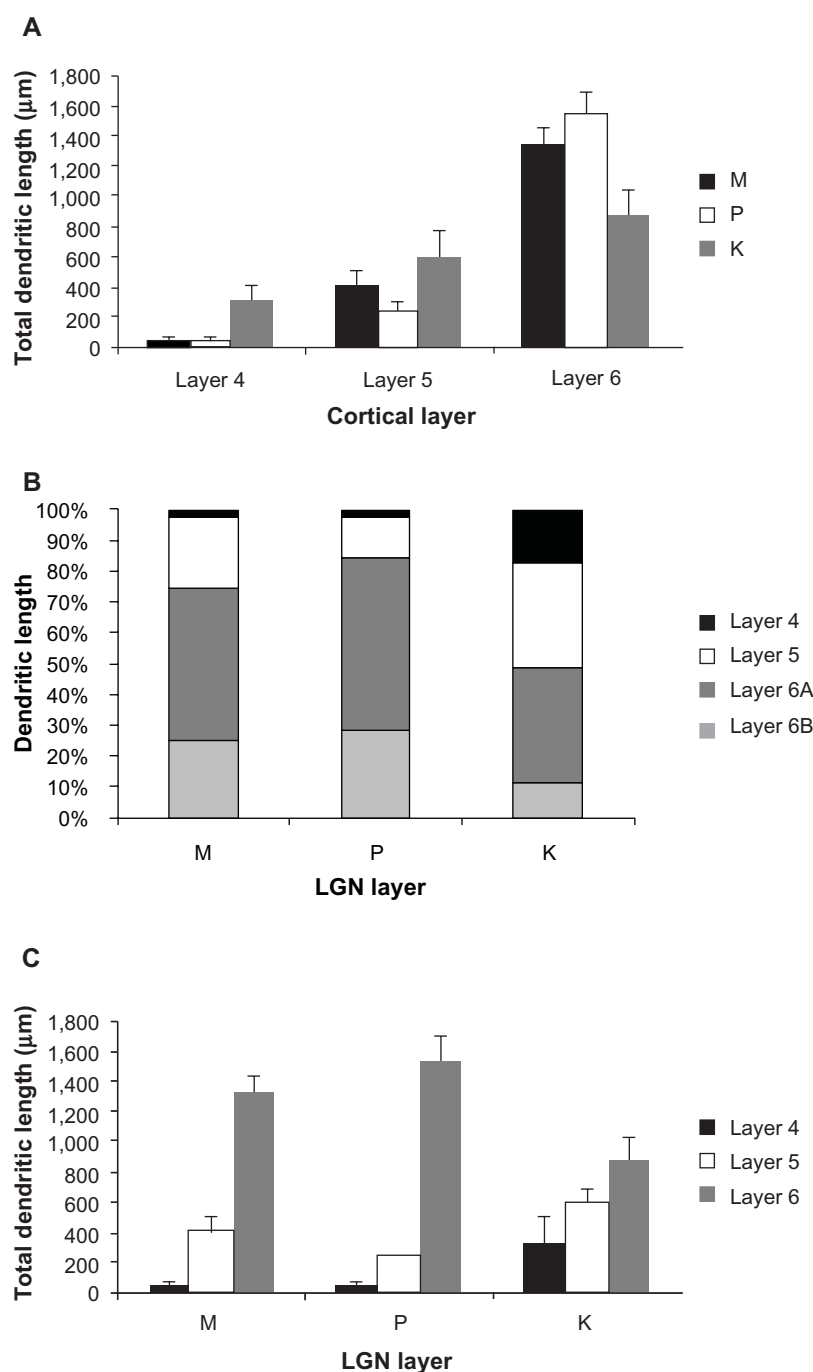 A
Total dendritic length (µm)
1,800
1,600
1,400
1,200
1,000
800
600
400
200
0
Layer 4
Layer 5
Layer 6
Cortical layer
M
P
K
B
Dendritic length
100%
90%
80%
70%
60%
50%
40%
30%
20%
10%
0%
M
P
K
LGN layer
Layer 4
Layer 5
Layer 6A
Layer 6B
C
Total dendritic length (µm)
1,800
1,600
1,400
1,200
1,000
800
600
400
200
0
M
P
K
LGN layer
Layer 4
Layer 5
Layer 6